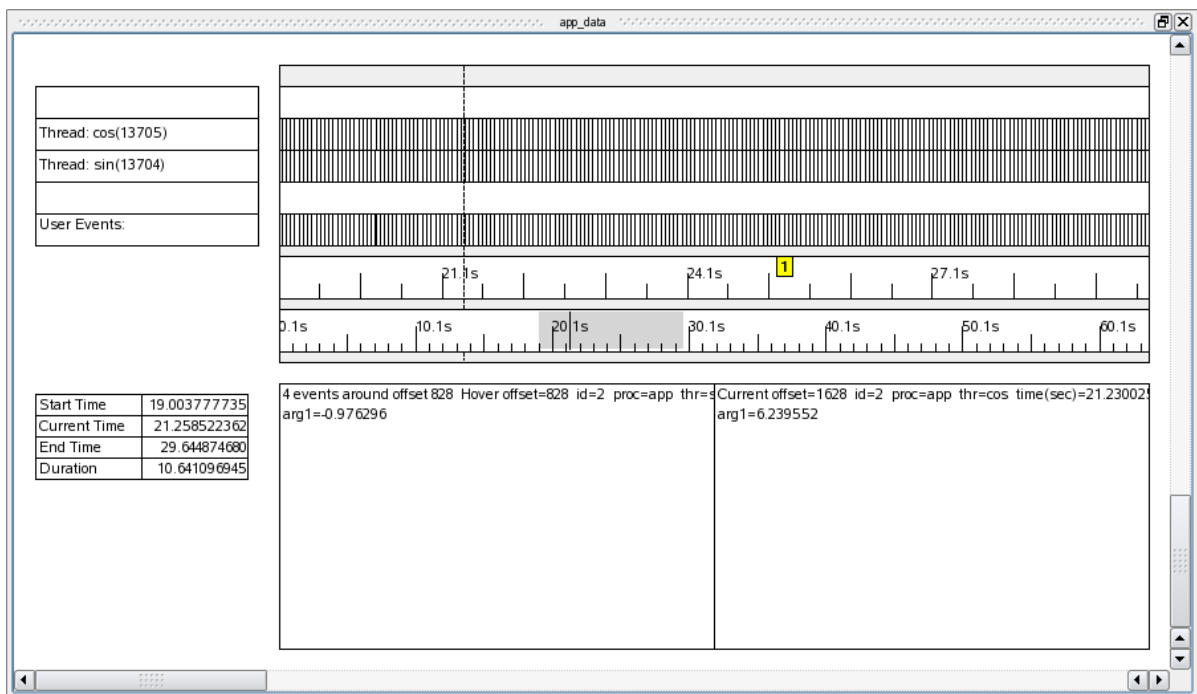 app_data
Thread: cos(13705)
Thread: sin(13704)
User Events:
21.1s 24.1s 1 27.1s
0.1s 10.1s 20.1s 30.1s 40.1s 50.1s 60.1s
Start Time 19.003777735
Current Time 21.258522362
End Time 29.644874680
Duration 10.641096945
4 events around offset 828 Hover offset=828 id=2 proc=app thr=s
arg1=-0.976296
Current offset=1628 id=2 proc=app thr=cos time(sec)=21.230025
arg1=6.239552